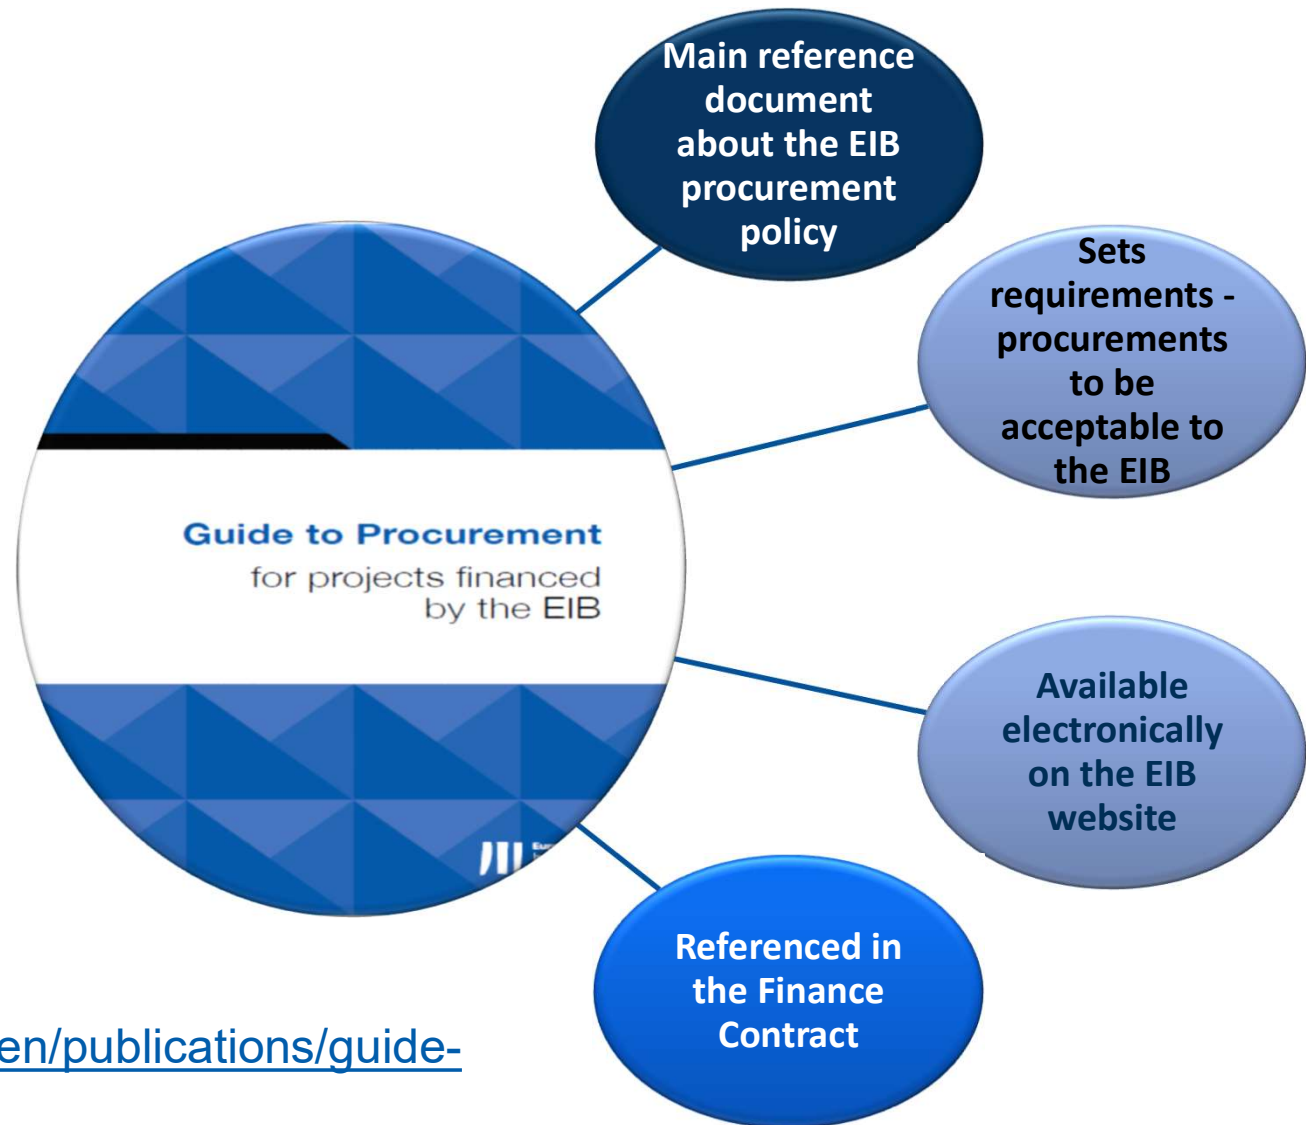 Main reference
document
about the EIB
procurement
policy
Sets
requirements -
procurements
to be
acceptable to
the EIB
Guide to Procurement
for projects financed
by the EIB
Available
electronically
on the EIB
website
Referenced in
the Finance
Contract
en/publications/guide-